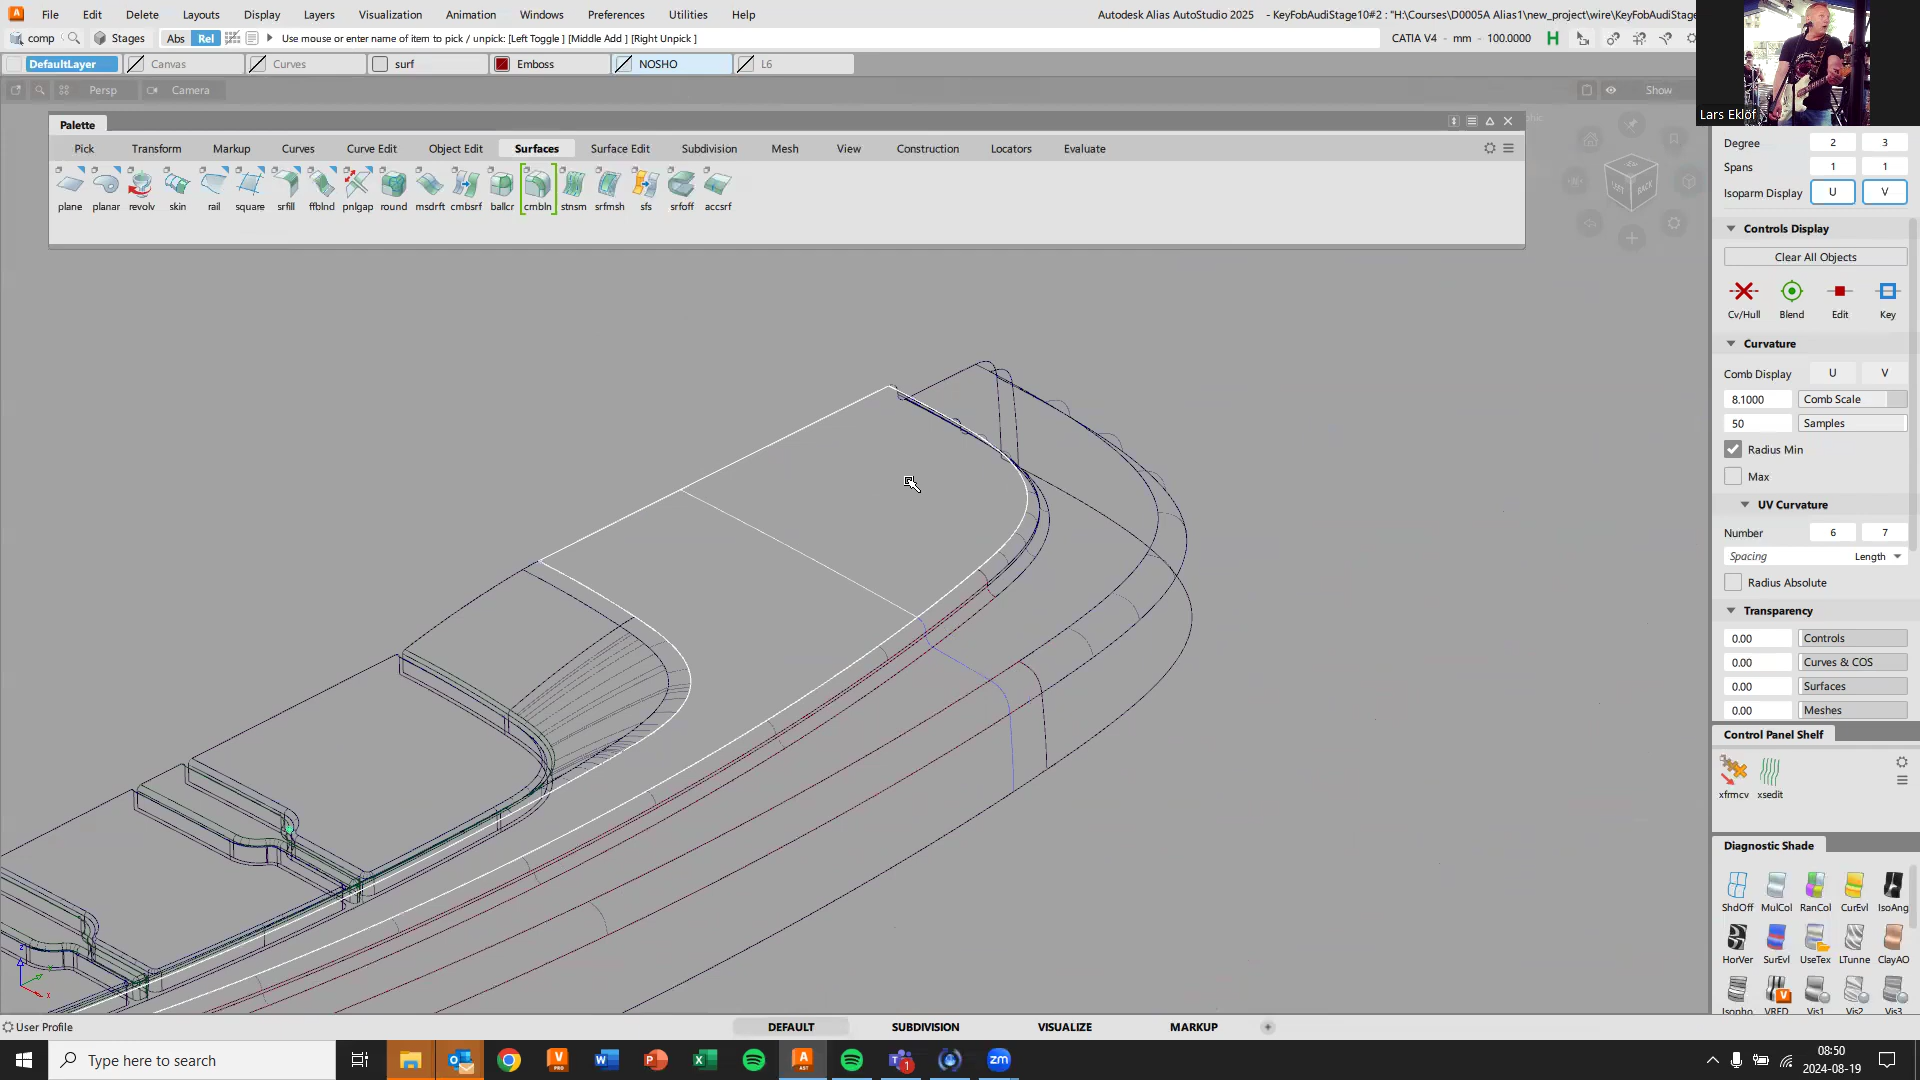 File Edit Delete Layouts Display Layers Visualization Animation Windows Preferences Utilities Help Autodesk Alias AutoStudio 2025 - KeyFobAudiStage10#2 : "H:\Courses\D0005A Alias1\new_project\wire\KeyFobAudiStage
comp Stages Abs Rel Use mouse or enter name of item to pick / unpick: [Left Toggle ] [Middle Add ] [Right Unpick ] CATIA V4 - mm - 100.0000 H
DefaultLayer Canvas Curves surf Emboss NOSHO L6
Persp Camera Show
Lars Eklöf
Palette
Pick Transform Markup Curves Curve Edit Object Edit Surfaces Surface Edit Subdivision Mesh View Construction Locators Evaluate
plane planar revolv skin rail square srfill ffblnd pnlgap round msdrft cmbsrf ballcr crnbln stnsm srfmsh sfs srfoff accsrf
LEFT BACK
Degree 2 3
Spans 1 1
Isoparm Display U V
Controls Display
Clear All Objects
Cv/Hull Blend Edit Key
Curvature
Comb Display U V
8.1000 Comb Scale
50 Samples
Radius Min
Max
UV Curvature
Number 6 7
Spacing Length
Radius Absolute
Transparency
0.00 Controls
0.00 Curves & COS
0.00 Surfaces
0.00 Meshes
Control Panel Shelf
xfrmcv xsedit
Diagnostic Shade
ShdOff MulCol RanCol CurEvl IsoAng
HorVer SurEvl UseTex LTunne ClayAO
Isopho VRED Vis1 Vis2 Vis3
User Profile DEFAULT SUBDIVISION VISUALIZE MARKUP
Type here to search
08:50
2024-08-19